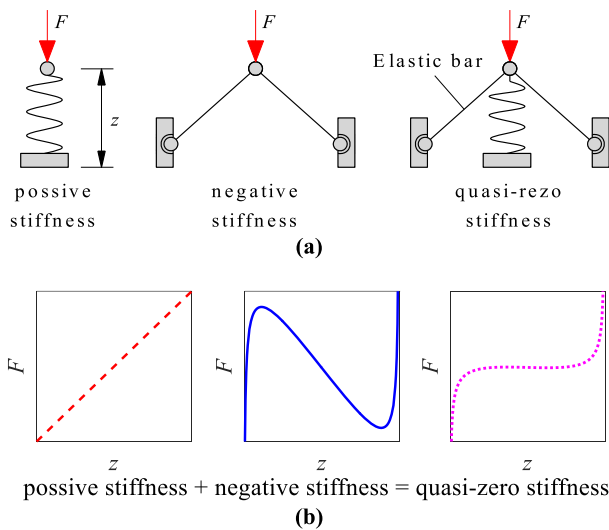 F
F
F
Elastic bar
z
possive
stiffness
negative
stiffness
quasi-rezo
stiffness
(a)
F
F
F
z
z
z
possive stiffness + negative stiffness = quasi-zero stiffness
(b)